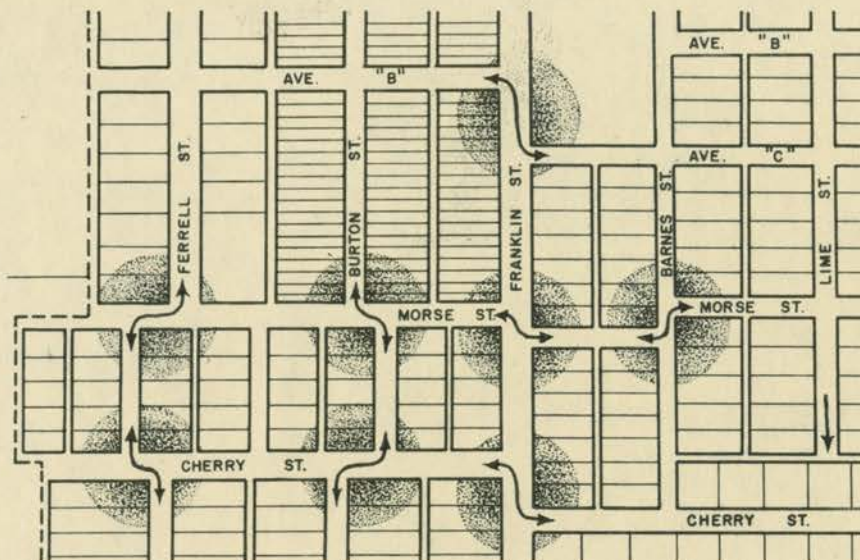 AVE. "B"
AVE. "B"
AVE. "C"
FERRELL ST.
BURTON ST.
FRANKLIN ST.
BARNES ST.
LIME ST.
MORSE ST.
MORSE ST.
CHERRY ST.
CHERRY ST.